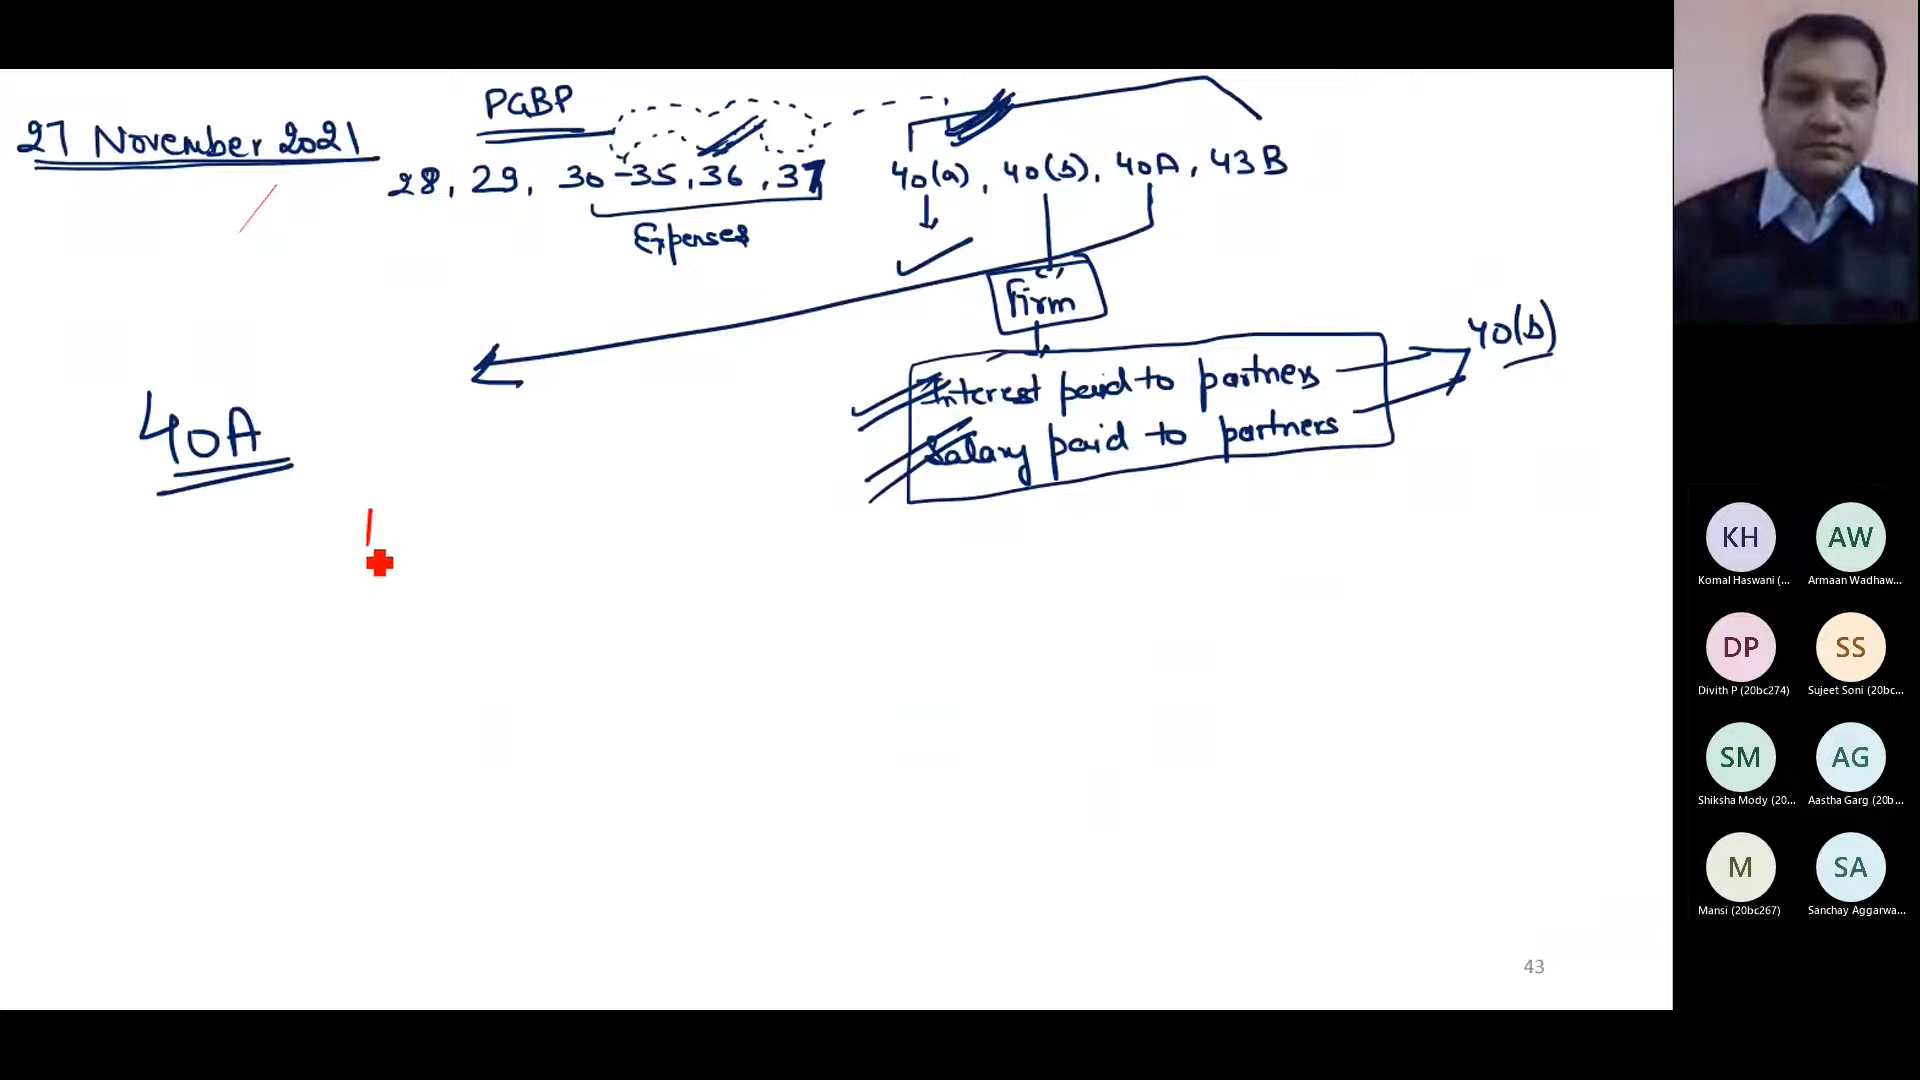 PGBP
27 November 2021
28, 29, 30-35, 36, 37 40(a), 40(b), 40A, 43B
Expenses
Firm
40(b)
Interest paid to partners
Salary paid to partners
40A
43
KH
Komal Haswani (...
AW
Armaan Wadhaw...
DP
Divith P (20bc274)
SS
Sujeet Soni (20bc...
SM
Shiksha Mody (20...
AG
Aastha Garg (20b...
M
Mansi (20bc267)
SA
Sanchay Aggarwa...